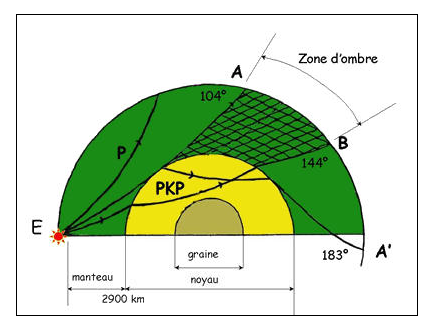 Zone d'ombre
A
104°
B
144°
P
PKP
E
183°
A'
graine
manteau
noyau
2900 km